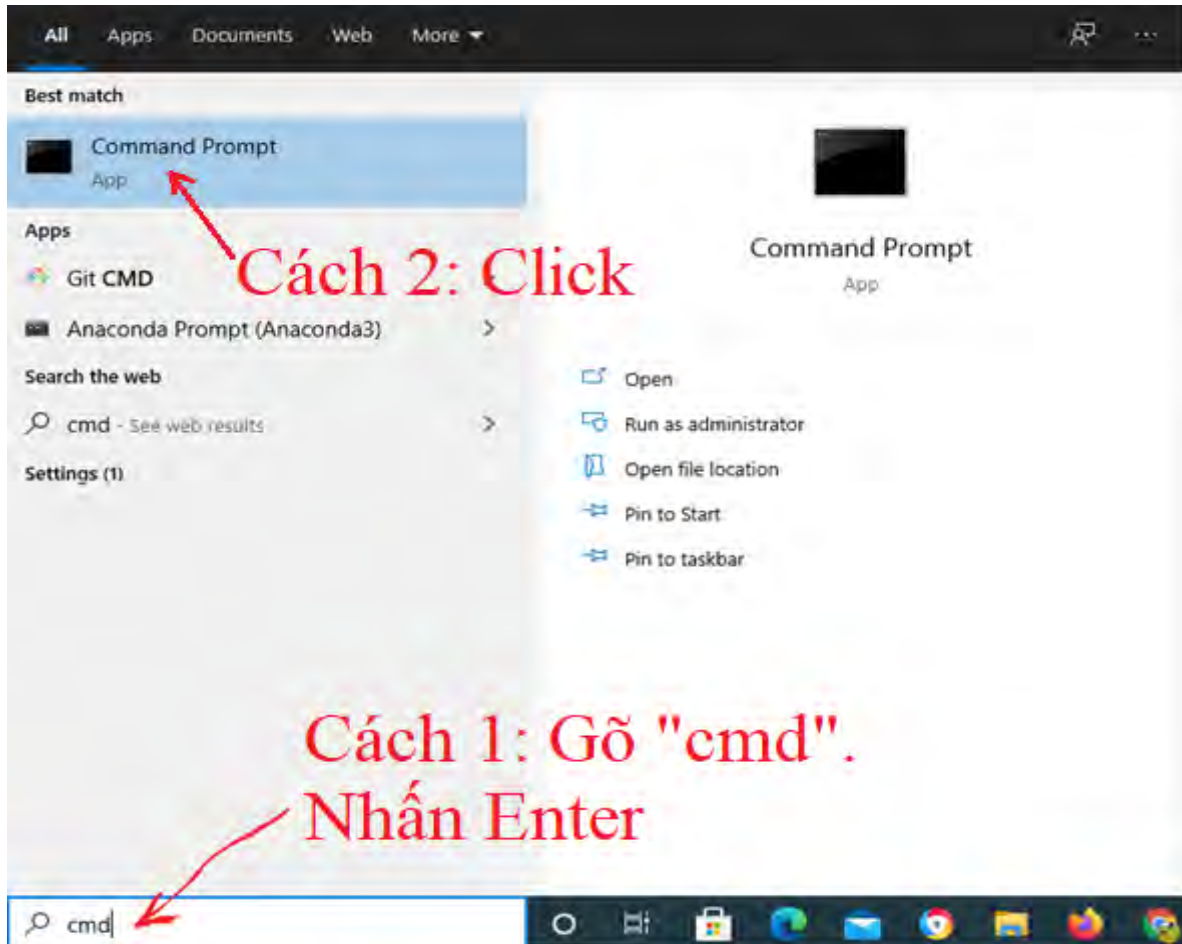 All Apps Documents Web More
Best match
Command Prompt
App
Apps
Git CMD
Anaconda Prompt (Anaconda3)
Search the web
cmd - See web results
Settings (1)
Cách 2: Click
Command Prompt
App
Open
Run as administrator
Open file location
Pin to Start
Pin to taskbar
Cách 1: Gõ "cmd".
Nhấn Enter
cmd